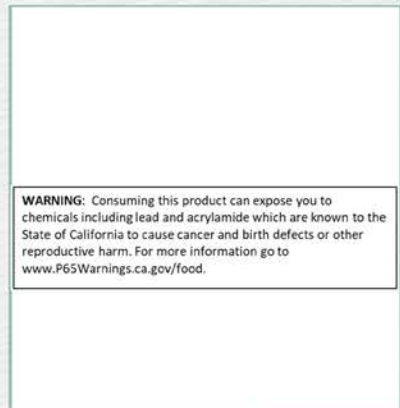 WARNING: Consuming this product can expose you to
chemicals including lead and acrylamide which are known to the
State of California to cause cancer and birth defects or other
reproductive harm. For more information go to
www.P65Warnings.ca.gov/food.